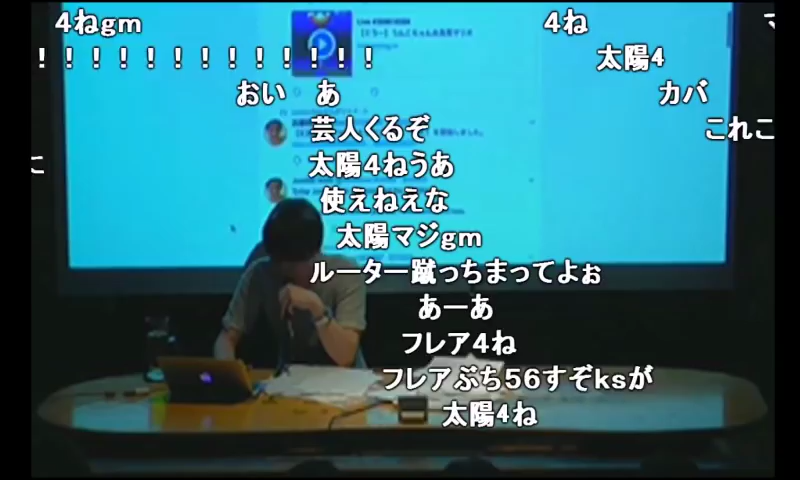 4ねgm
4ね
！！！！！！！！！！！！！
太陽4
おい
あ
カバ
芸人くるぞ
これこ
太陽４ねうあ
使えねえな
太陽マジgm
ルーター蹴っちまってよぉ
あーあ
フレア４ね
フレアぶち５６すぞksが
太陽4ね